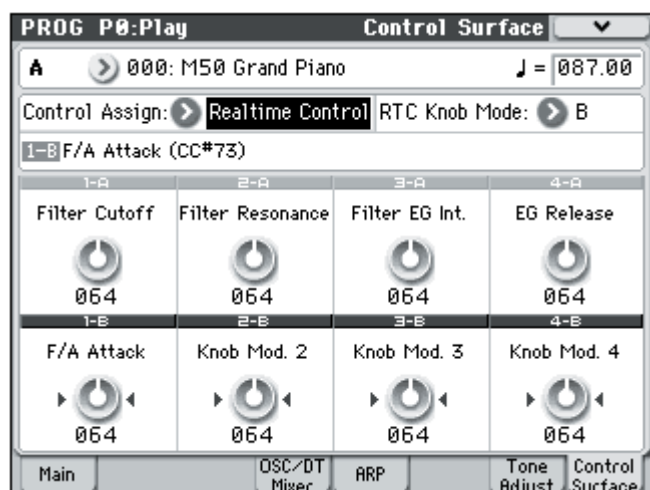 PROG P0:Play Control Surface
A 000: M50 Grand Piano ♩ = 087.00
Control Assign: Realtime Control RTC Knob Mode: B
1-B F/A Attack (CC#73)
1-A 2-A 3-A 4-A
Filter Cutoff Filter Resonance Filter EG Int. EG Release
064 064 064 064
1-B 2-B 3-B 4-B
F/A Attack Knob Mod. 2 Knob Mod. 3 Knob Mod. 4
064 064 064 064
Main OSC/DT Mixer ARP Tone Adjust Control Surface